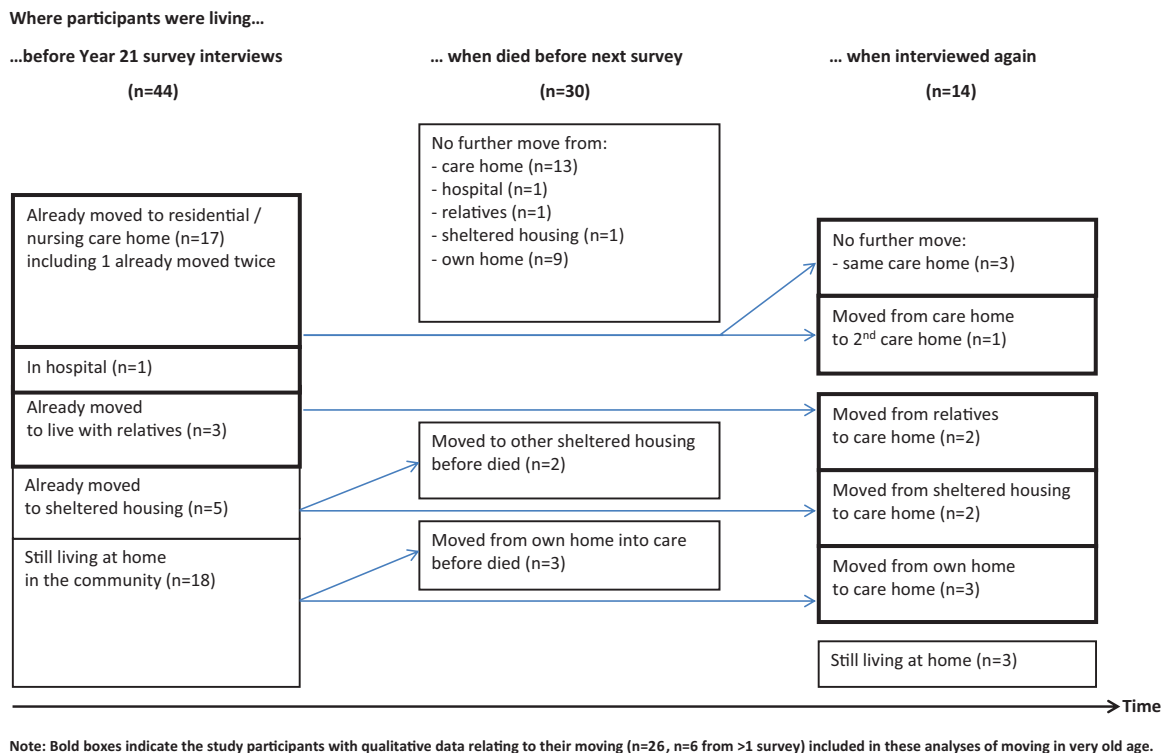 Where participants were living...
...before Year 21 survey interviews
(n=44)
... when died before next survey
(n=30)
... when interviewed again
(n=14)
Already moved to residential /
nursing care home (n=17)
including 1 already moved twice
In hospital (n=1)
Already moved
to live with relatives (n=3)
Already moved
to sheltered housing (n=5)
Still living at home
in the community (n=18)
No further move from:
- care home (n=13)
- hospital (n=1)
- relatives (n=1)
- sheltered housing (n=1)
- own home (n=9)
Moved to other sheltered housing
before died (n=2)
Moved from own home into care
before died (n=3)
No further move:
- same care home (n=3)
Moved from care home
to 2nd care home (n=1)
Moved from relatives
to care home (n=2)
Moved from sheltered housing
to care home (n=2)
Moved from own home
to care home (n=3)
Still living at home (n=3)
Time
Note: Bold boxes indicate the study participants with qualitative data relating to their moving (n=26, n=6 from >1 survey) included in these analyses of moving in very old age.